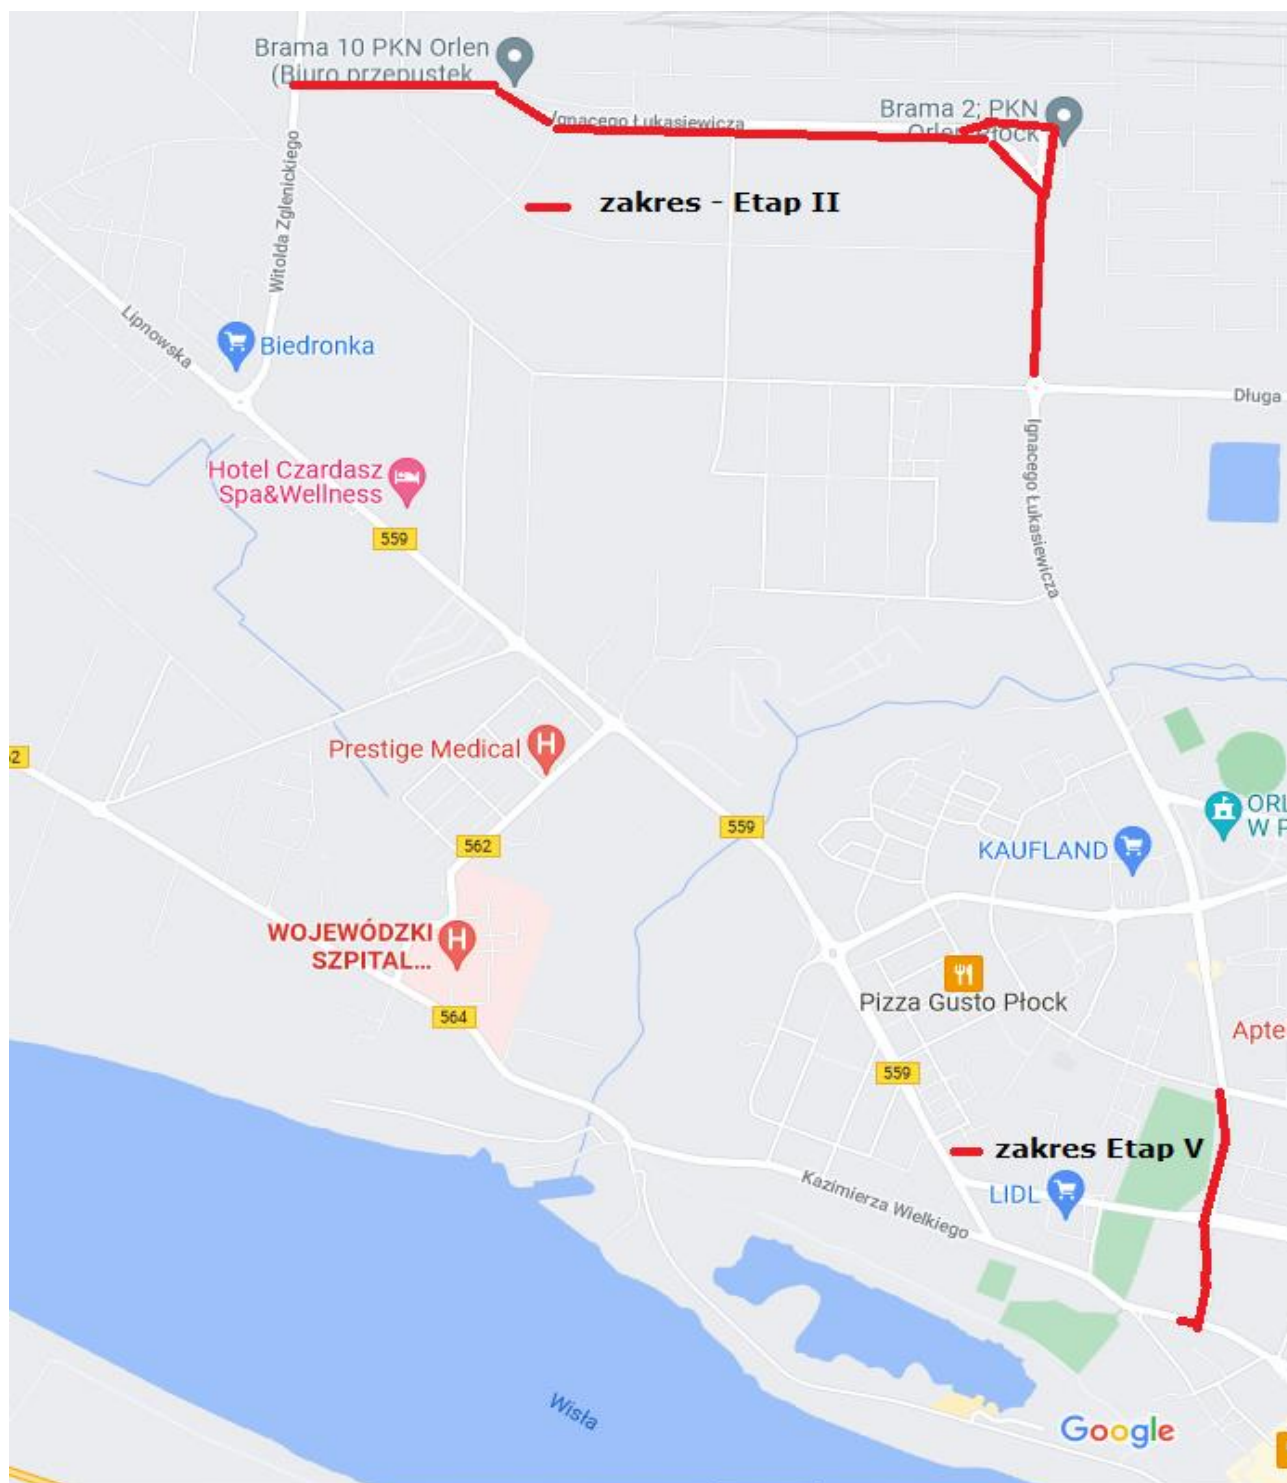 Brama 10 PKN Orlen
(Biuro przepustek
Ignacego Łukasiewicza
Brama 2; PKN
Orlen Płock
zakres - Etap II
Witolda Zglenickiego
Lipnowska
Biedronka
Długa
Hotel Czardasz
Spa&Wellness
559
Ignacego Łukasiewicza
Prestige Medical
H
559
562
KAUFLAND
WOJEWÓDZKI
SZPITAL...
H
Pizza Gusto Płock
564
559
Apte
zakres Etap V
Kazimierza Wielkiego
LIDL
Wisła
Google